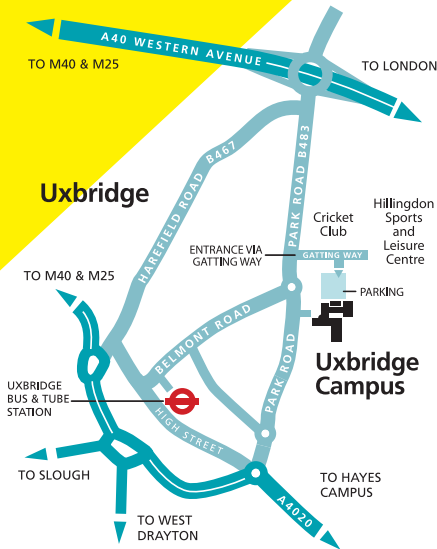 A40 WESTERN AVENUE
TO M40 & M25
TO LONDON
HAREFIELD ROAD B467
PARK ROAD B483
Uxbridge
Hillingdon
Sports
and
Leisure
Centre
Cricket
Club
ENTRANCE VIA
GATTING WAY
GATTING WAY
TO M40 & M25
PARKING
BELMONT ROAD
Uxbridge
Campus
PARK ROAD
UXBRIDGE
BUS & TUBE
STATION
HIGH STREET
TO SLOUGH
TO HAYES
CAMPUS
A4020
TO WEST
DRAYTON